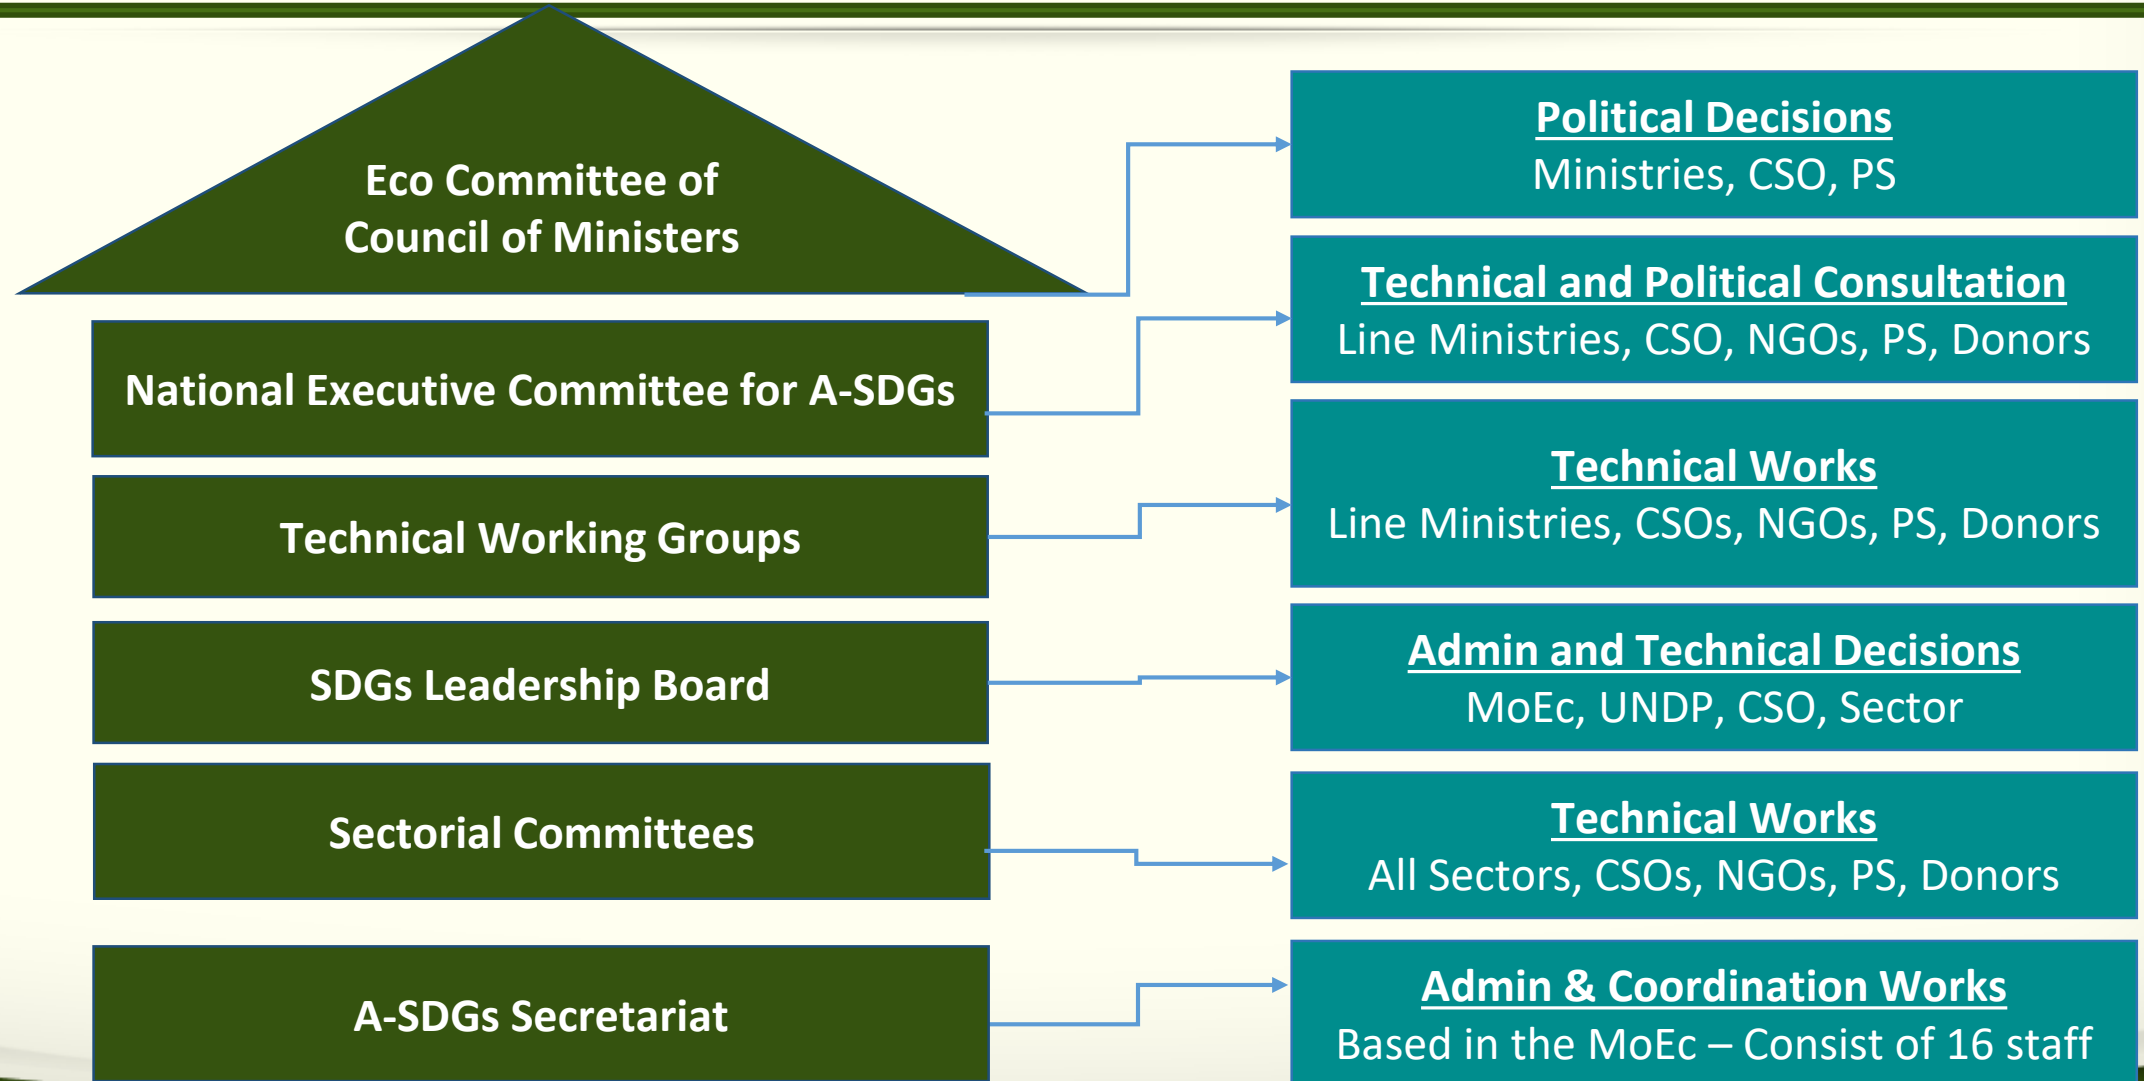 Eco Committee of
Council of Ministers
Political Decisions
Ministries, CSO, PS
National Executive Committee for A-SDGs
Technical and Political Consultation
Line Ministries, CSO, NGOs, PS, Donors
Technical Working Groups
Technical Works
Line Ministries, CSOs, NGOs, PS, Donors
SDGs Leadership Board
Admin and Technical Decisions
MoEc, UNDP, CSO, Sector
Sectorial Committees
Technical Works
All Sectors, CSOs, NGOs, PS, Donors
A-SDGs Secretariat
Admin & Coordination Works
Based in the MoEc – Consist of 16 staff